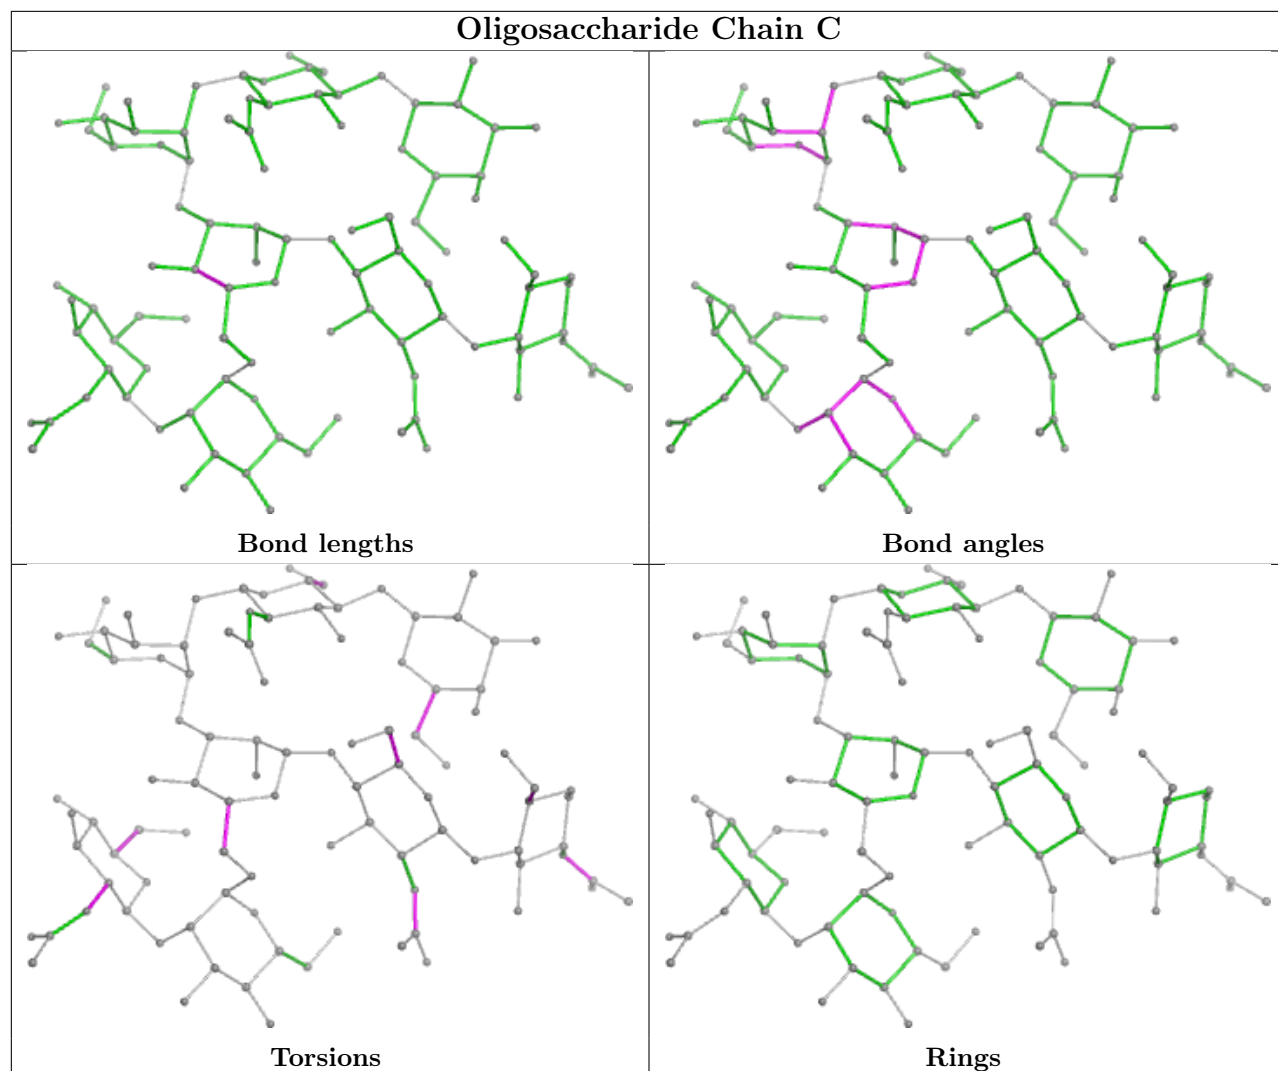 Oligosaccharide Chain C
Bond lengths
Bond angles
Torsions
Rings